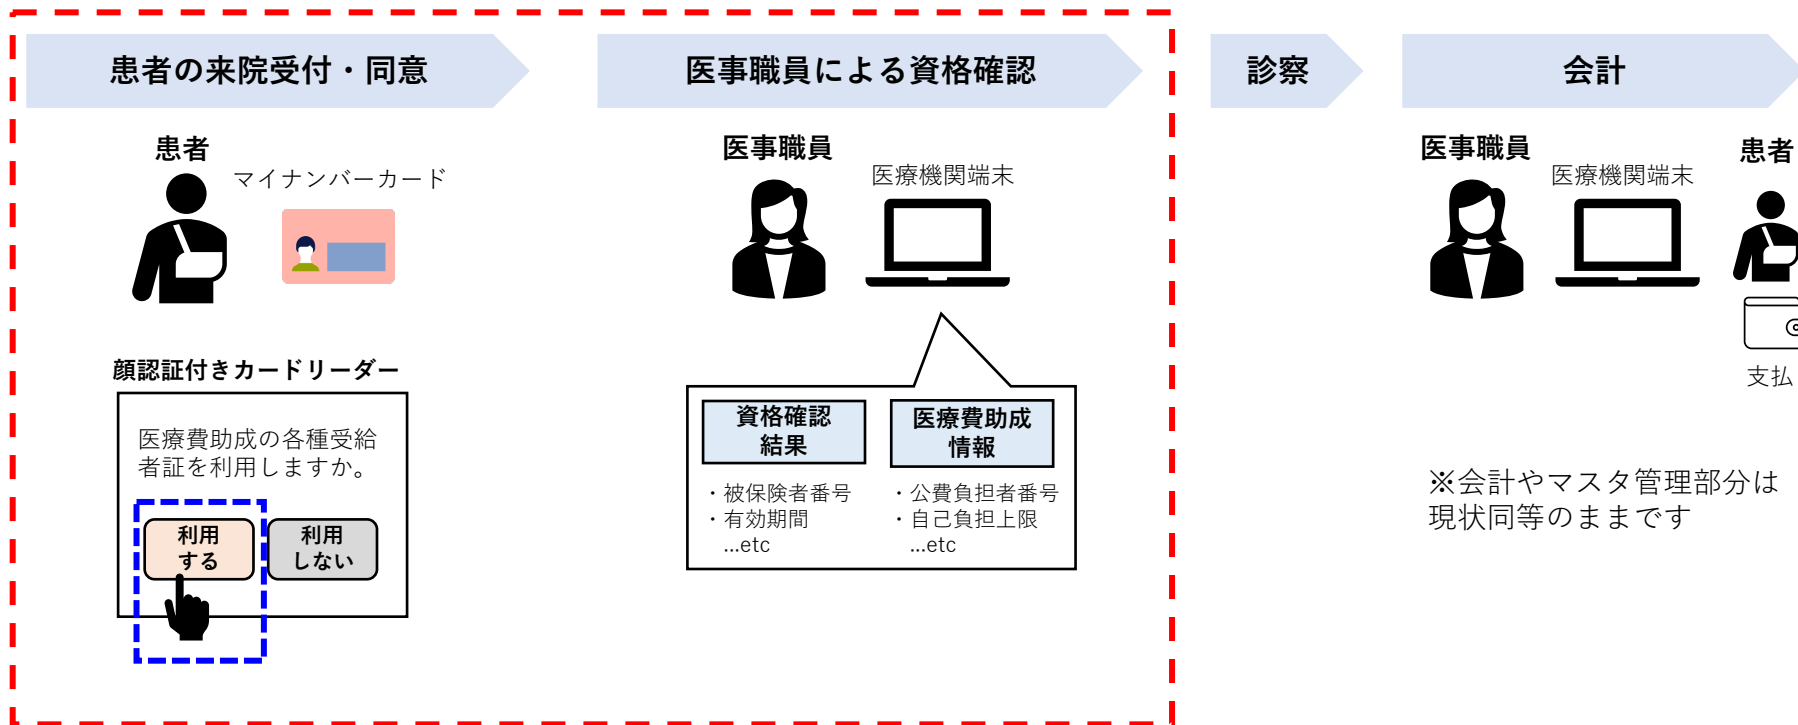 患者の来院受付・同意
医事職員による資格確認
診察
会計
患者
マイナンバーカード
顔認証付きカードリーダー
医療費助成の各種受給
者証を利用しますか。
利用
する
利用
しない
医事職員
医療機関端末
資格確認
結果
・被保険者番号
・有効期間
...etc
医療費助成
情報
・公費負担者番号
・自己負担上限
...etc
医事職員
医療機関端末
患者
支払
※会計やマスタ管理部分は
現状同等のままです